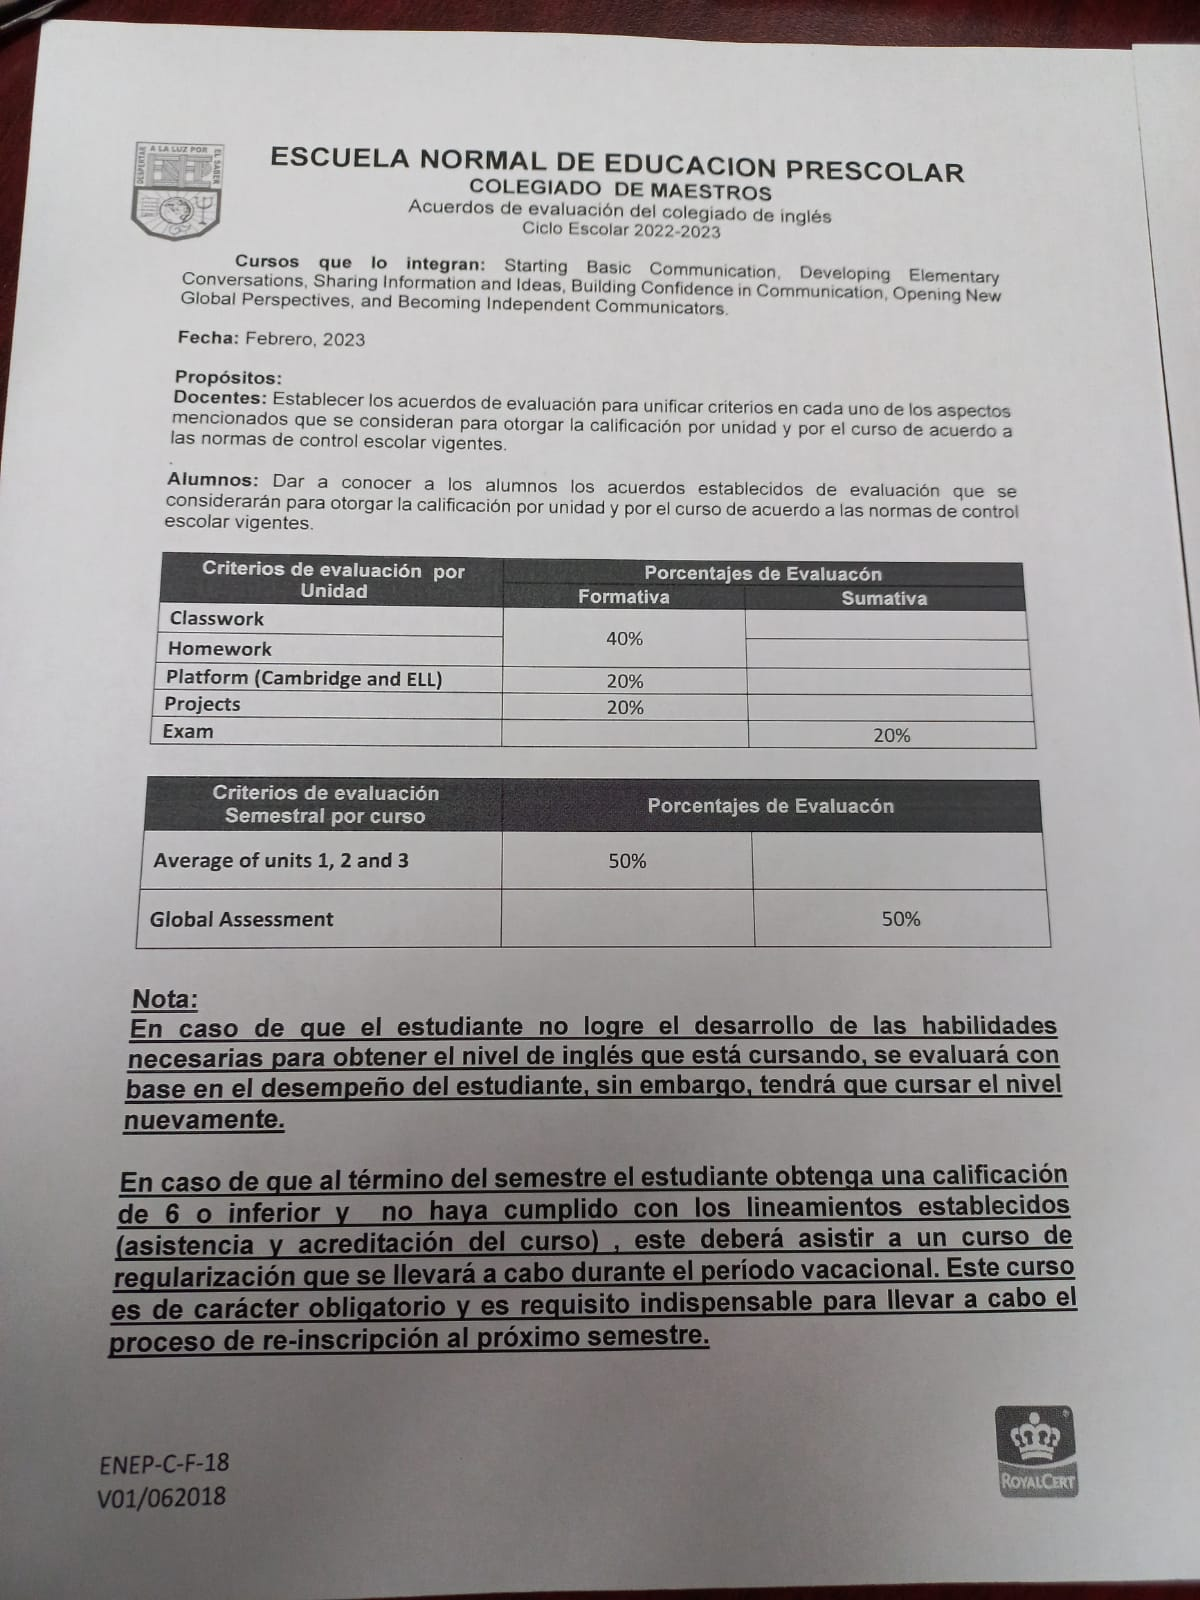 DESPERTAR A LA LUZ POR EL SABER
ESCUELA NORMAL DE EDUCACION PRESCOLAR
COLEGIADO DE MAESTROS
Acuerdos de evaluación del colegiado de inglés
Ciclo Escolar 2022-2023
Cursos que lo integran: Starting Basic Communication, Developing Elementary
Conversations, Sharing Information and Ideas, Building Confidence in Communication, Opening New
Global Perspectives, and Becoming Independent Communicators.
Fecha: Febrero, 2023
Propósitos:
Docentes: Establecer los acuerdos de evaluación para unificar criterios en cada uno de los aspectos
mencionados que se consideran para otorgar la calificación por unidad y por el curso de acuerdo a
las normas de control escolar vigentes.
.
Alumnos: Dar a conocer a los alumnos los acuerdos establecidos de evaluación que se
considerarán para otorgar la calificación por unidad y por el curso de acuerdo a las normas de control
escolar vigentes.
Criterios de evaluación por
Unidad
Porcentajes de Evaluacón
Formativa
Sumativa
Classwork
40%
Homework
Platform (Cambridge and ELL)
20%
Projects
20%
Exam
20%
Criterios de evaluación
Semestral por curso
Porcentajes de Evaluacón
Average of units 1, 2 and 3
50%
Global Assessment
50%
Nota:
En caso de que el estudiante no logre el desarrollo de las habilidades
necesarias para obtener el nivel de inglés que está cursando, se evaluará con
base en el desempeño del estudiante, sin embargo, tendrá que cursar el nivel
nuevamente.
En caso de que al término del semestre el estudiante obtenga una calificación
de 6 o inferior y no haya cumplido con los lineamientos establecidos
(asistencia y acreditación del curso) , este deberá asistir a un curso de
regularización que se llevará a cabo durante el período vacacional. Este curso
es de carácter obligatorio y es requisito indispensable para llevar a cabo el
proceso de re-inscripción al próximo semestre.
ENEP-C-F-18
V01/062018
®
ROYALCERT